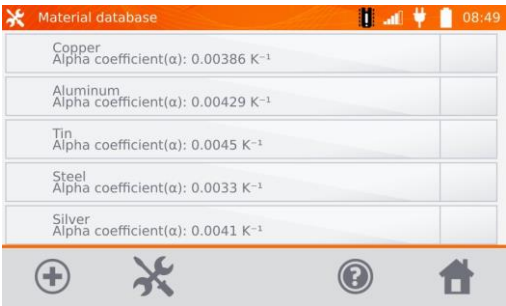 Material database
08:49
Copper
Alpha coefficient(α): 0.00386 K⁻¹
Aluminum
Alpha coefficient(α): 0.00429 K⁻¹
Tin
Alpha coefficient(α): 0.0045 K⁻¹
Steel
Alpha coefficient(α): 0.0033 K⁻¹
Silver
Alpha coefficient(α): 0.0041 K⁻¹